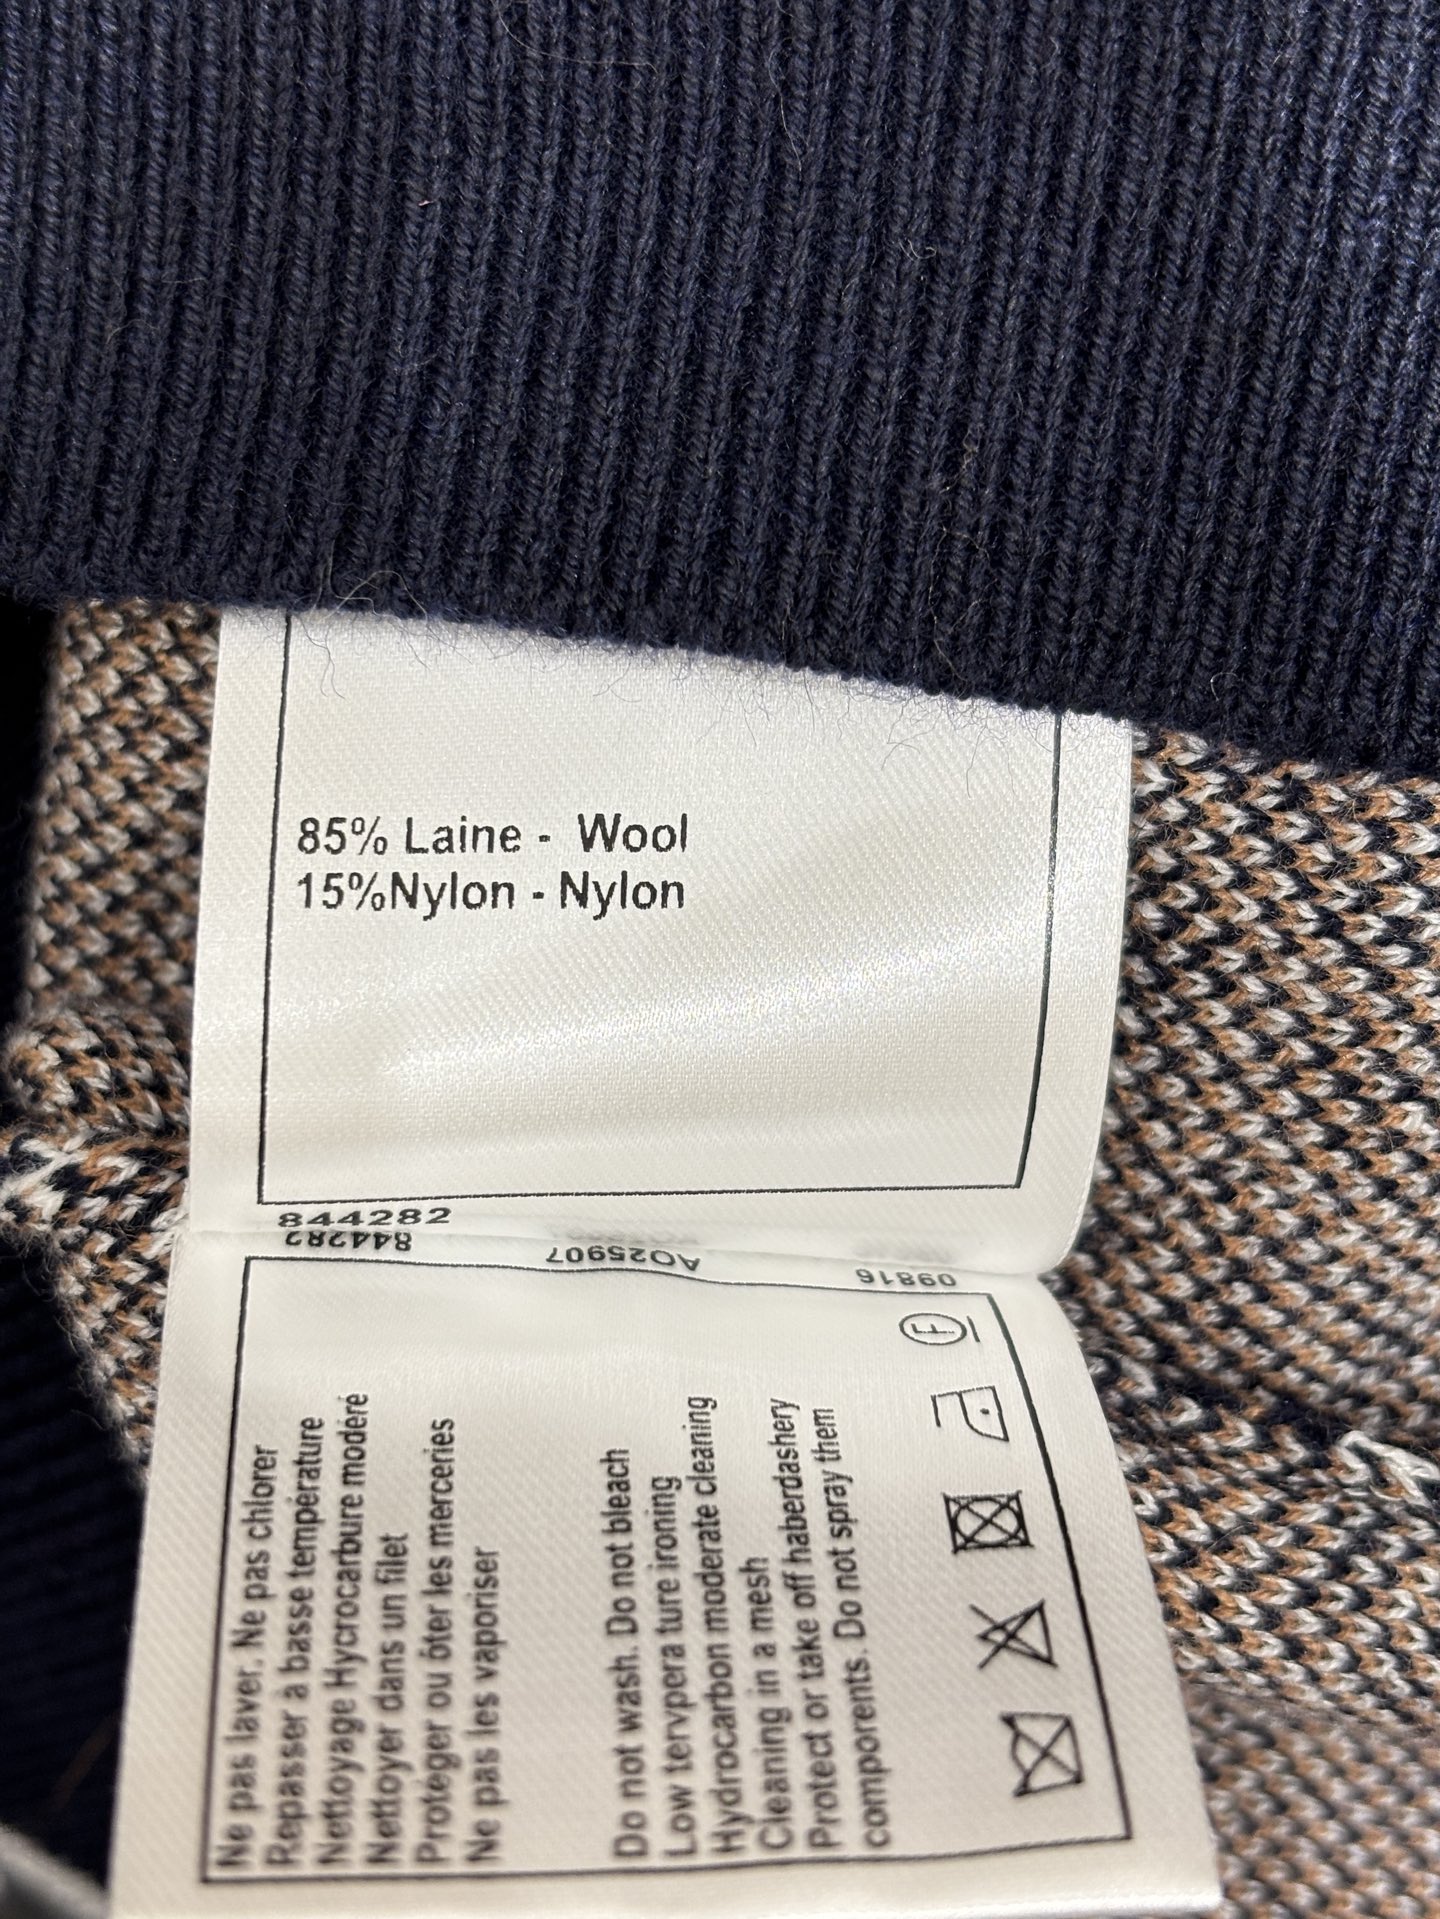 85% Laine - Wool
15%Nylon - Nylon
844282
844282 AO25907 09816
Ne pas laver. Ne pas chlorer
Repasser à basse température
Nettoyage Hycrocarbure modéré
Nettoyer dans un filet
Protéger ou ôter les merceries
Ne pas les vaporiser
Do not wash. Do not bleach
Low tervpera ture ironing
Hydrocarbon moderate cleaning
Cleaning in a mesh
Protect or take off haberdashery
components. Do not spray them
F